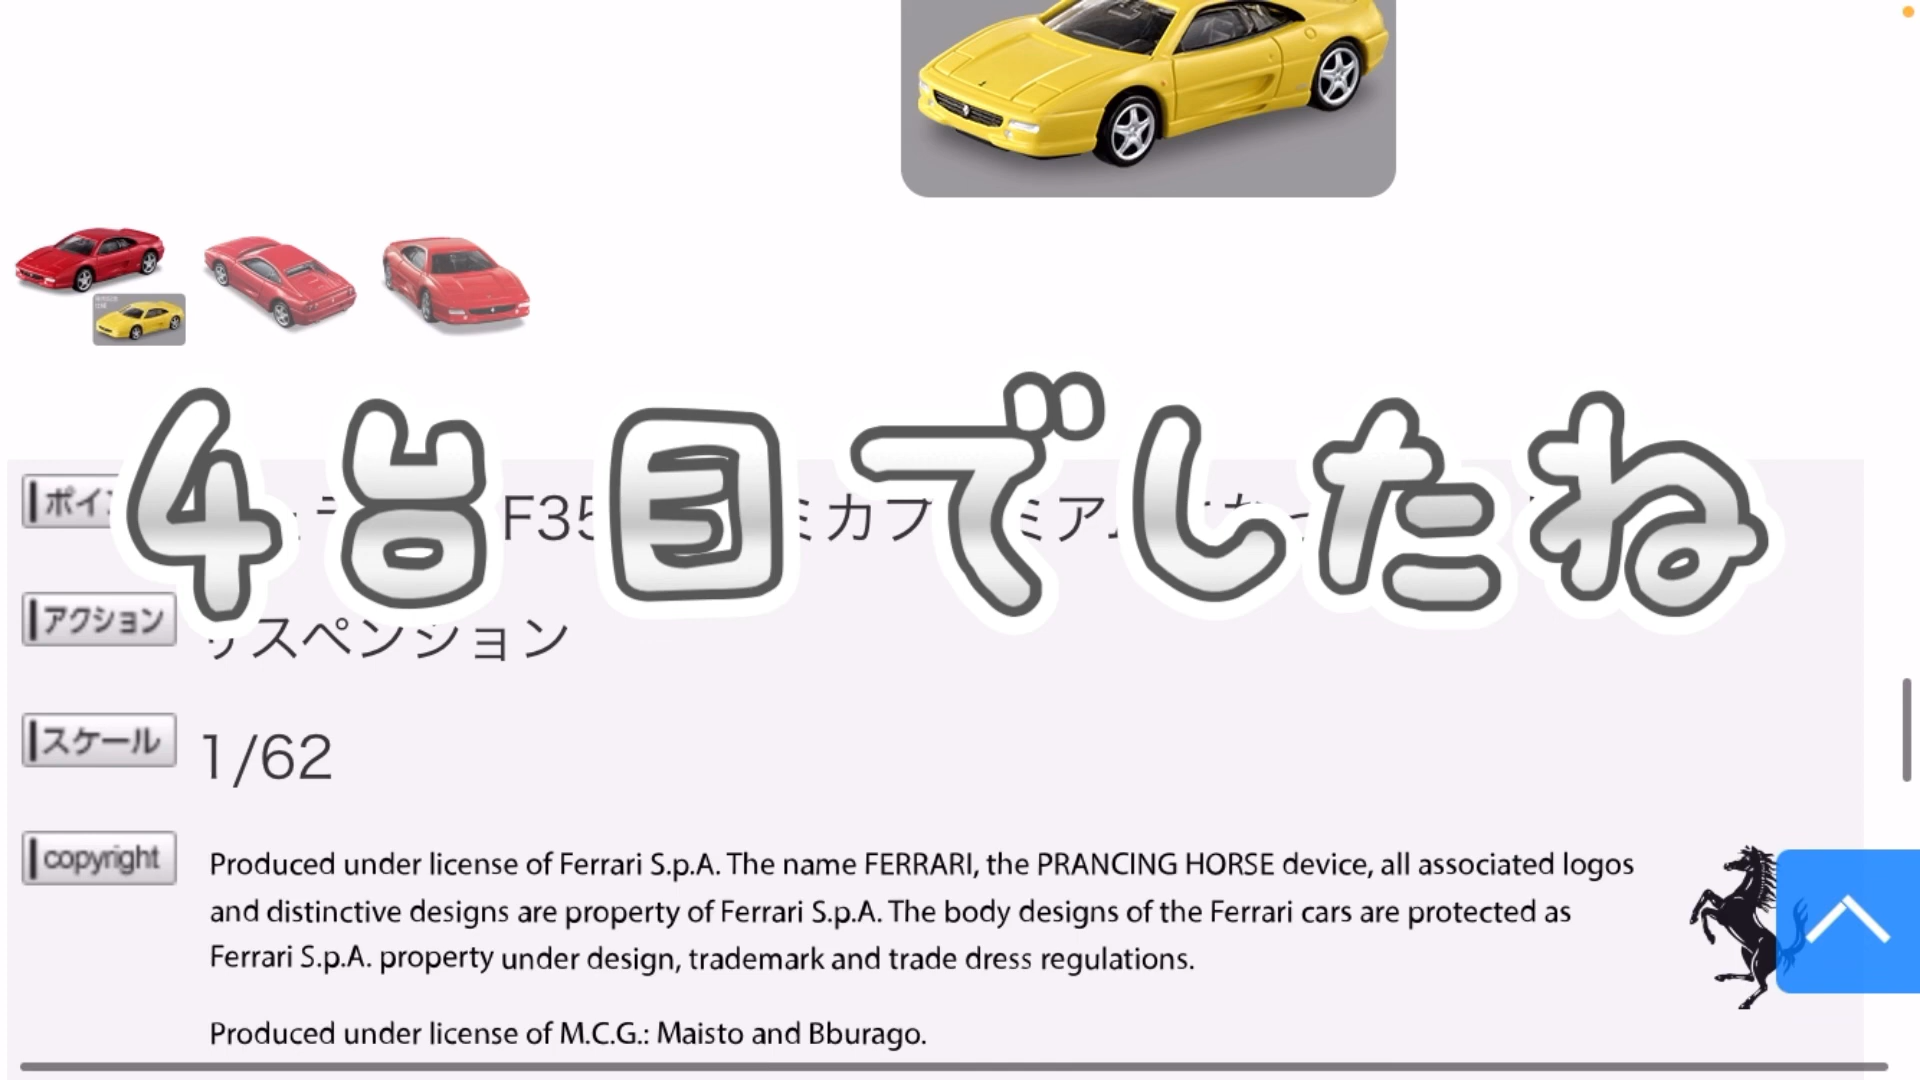 4台目でしたね
ポイ
F35
ミカプ
ミア
アクション
サスペンション
スケール
1/62
copyright
Produced under license of Ferrari S.p.A. The name FERRARI, the PRANCING HORSE device, all associated logos
and distinctive designs are property of Ferrari S.p.A. The body designs of the Ferrari cars are protected as
Ferrari S.p.A. property under design, trademark and trade dress regulations.
Produced under license of M.C.G.: Maisto and Bburago.